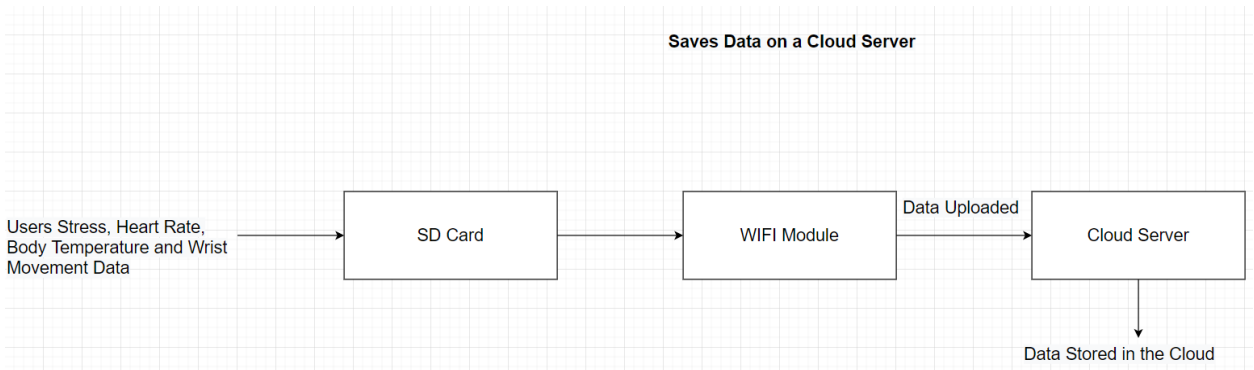 Saves Data on a Cloud Server
Users Stress, Heart Rate,
Body Temperature and Wrist
Movement Data
SD Card
WIFI Module
Data Uploaded
Cloud Server
Data Stored in the Cloud